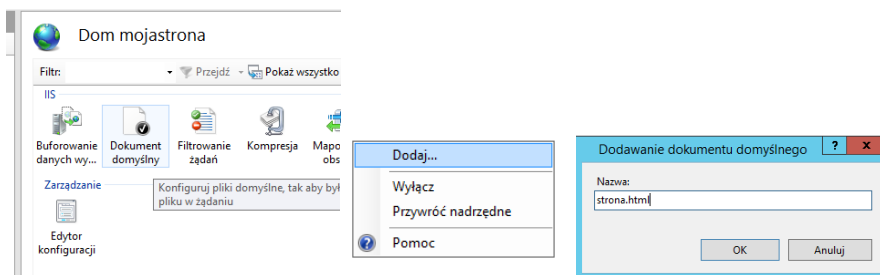 Dom mojastrona
Filtr: Przejdź Pokaż wszystko
IIS
Buforowanie danych wy...
Dokument domyślny
Filtrowanie żądań
Kompresja
Mapo
obs
Zarządzanie
Konfiguruj pliki domyślne, tak aby był
pliku w żądaniu
Edytor
konfiguracji
Dodaj...
Wyłącz
Przywróć nadrzędne
Pomoc
Dodawanie dokumentu domyślnego ? x
Nazwa:
strona.html
OK Anuluj